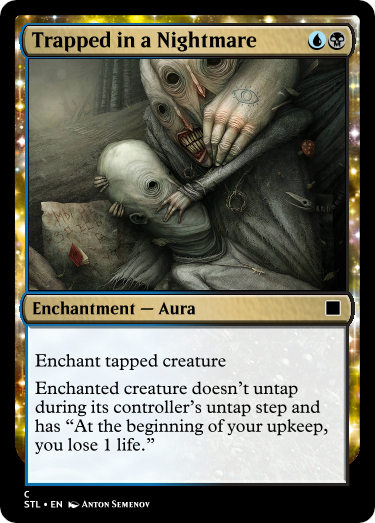 Trapped in a Nightmare
Enchantment — Aura
Enchant tapped creature
Enchanted creature doesn't untap
during its controller's untap step and
has “At the beginning of your upkeep,
you lose 1 life.”
C
STL • EN Anton Semenov